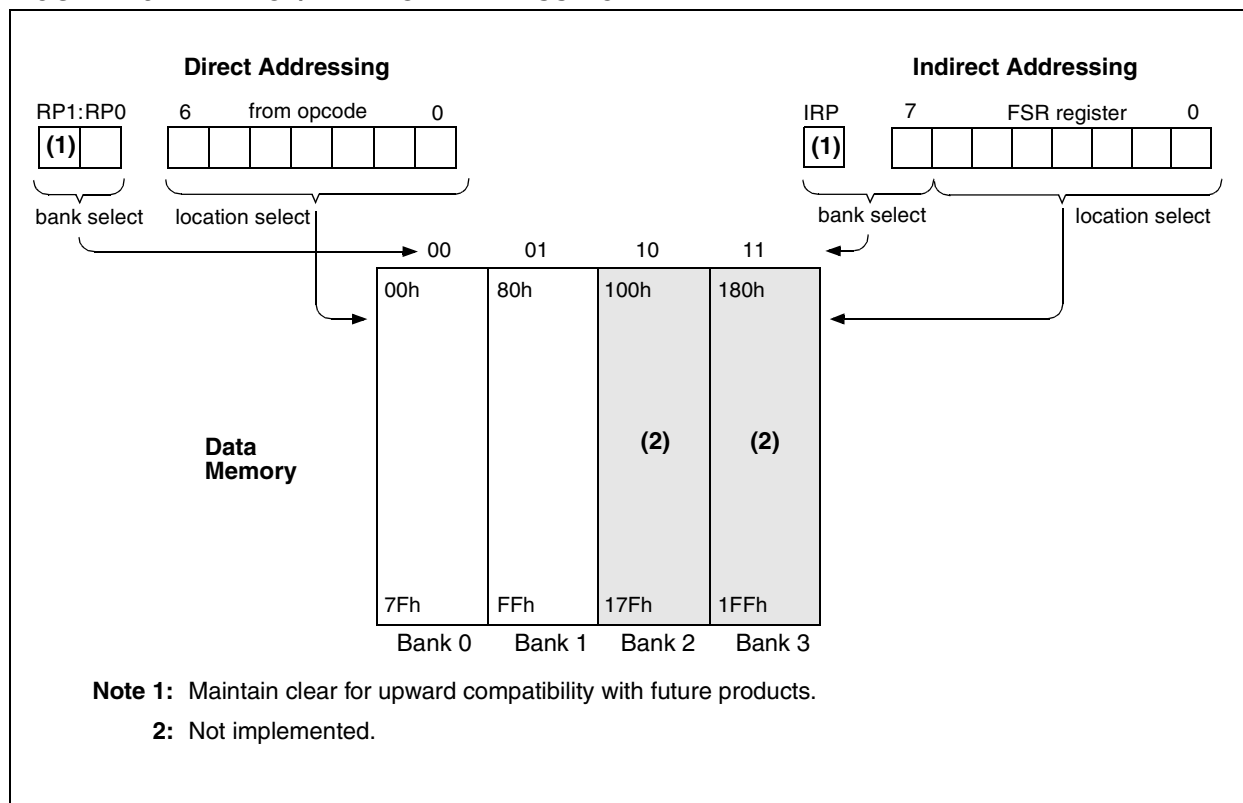 Direct Addressing
Indirect Addressing
RP1:RP0 6 from opcode 0
IRP 7 FSR register 0
(1)
(1)
bank select location select
bank select location select
00 01 10 11
00h 80h 100h 180h
Data
Memory
(2) (2)
7Fh FFh 17Fh 1FFh
Bank 0 Bank 1 Bank 2 Bank 3
Note 1: Maintain clear for upward compatibility with future products.
2: Not implemented.